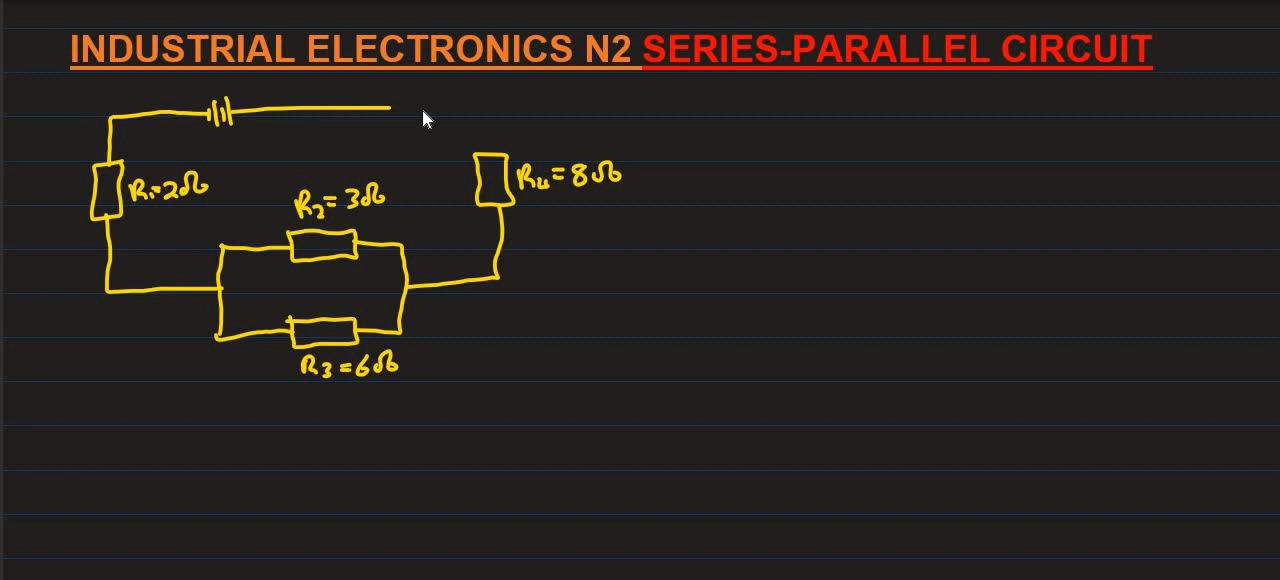 INDUSTRIAL ELECTRONICS N2 SERIES-PARALLEL CIRCUIT
R1=2Ω
R2=3Ω
R4=8Ω
R3=6Ω